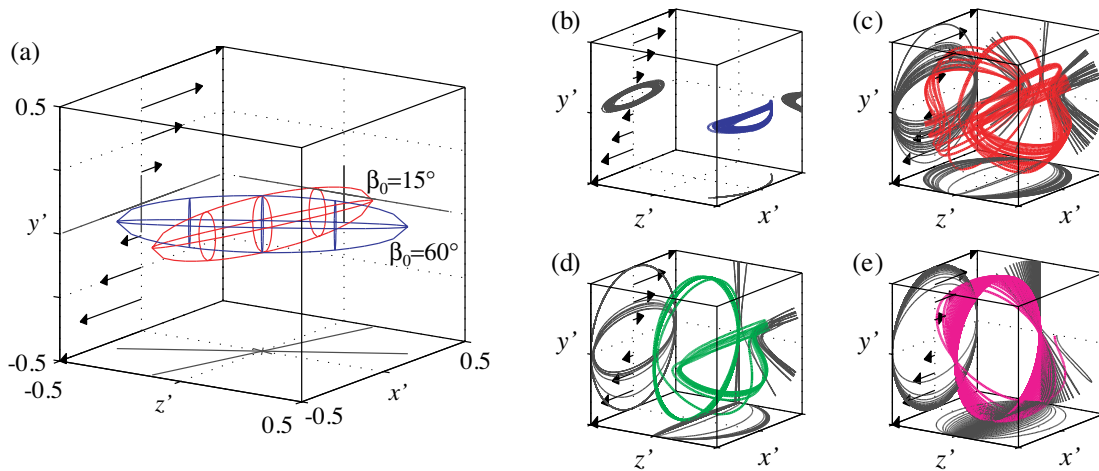 (a)
0.5
y’
-0.5
-0.5
z’
0.5
-0.5
x’
0.5
β0=15°
β0=60°
(b)
y’
z’
x’
(c)
y’
z’
x’
(d)
y’
z’
x’
(e)
y’
z’
x’